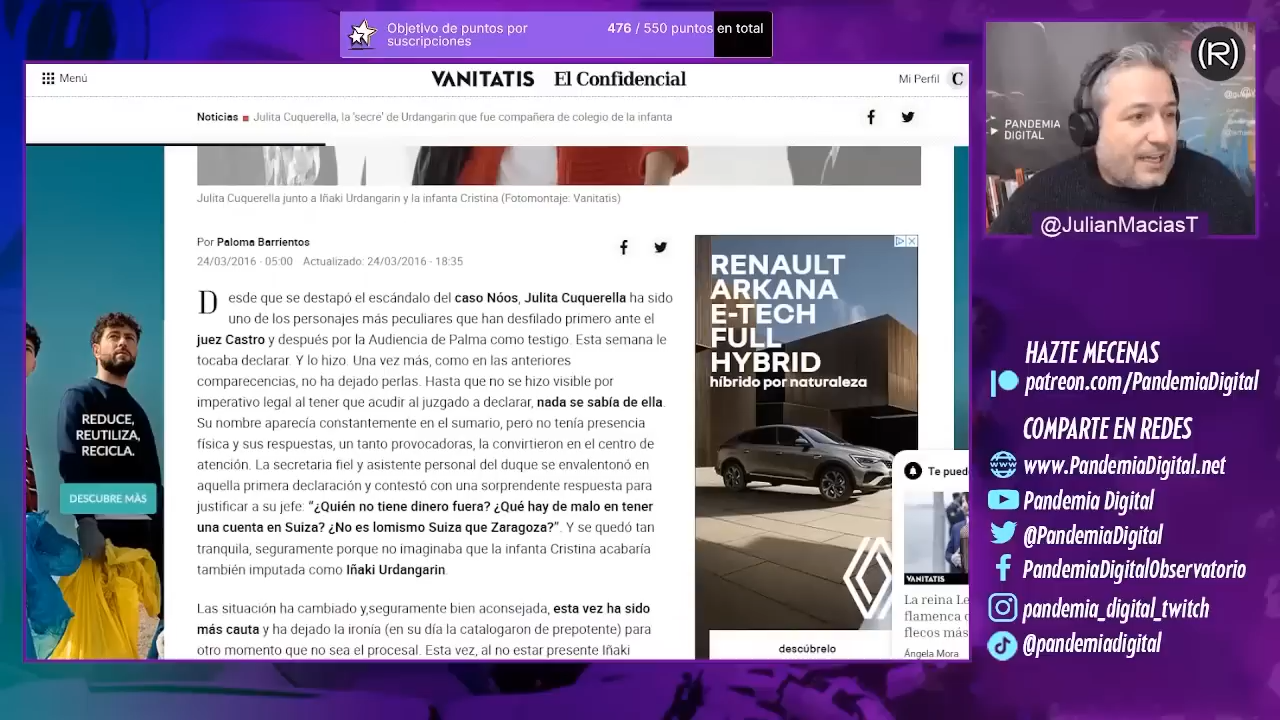 Objetivo de puntos por
suscripciones
476 / 550 puntos en total
Menú
VANITATIS El Confidencial
Mi Perfil C
Noticias Julita Cuquerella, la 'secre' de Urdangarin que fue compañera de colegio de la infanta
Julita Cuquerella junto a Iñaki Urdangarin y la infanta Cristina (Fotomontaje: Vanitatis)
Por Paloma Barrientos
24/03/2016 · 05:00 Actualizado: 24/03/2016 · 18:35
Desde que se destapó el escándalo del caso Nóos, Julita Cuquerella ha sido
uno de los personajes más peculiares que han desfilado primero ante el
juez Castro y después por la Audiencia de Palma como testigo. Esta semana le
tocaba declarar. Y lo hizo. Una vez más, como en las anteriores
comparecencias, no ha dejado perlas. Hasta que no se hizo visible por
imperativo legal al tener que acudir al juzgado a declarar, nada se sabía de ella.
Su nombre aparecía constantemente en el sumario, pero no tenía presencia
física y sus respuestas, un tanto provocadoras, la convirtieron en el centro de
atención. La secretaria fiel y asistente personal del duque se envalentonó en
aquella primera declaración y contestó con una sorprendente respuesta para
justificar a su jefe: “¿Quién no tiene dinero fuera? ¿Qué hay de malo en tener
una cuenta en Suiza? ¿No es lomismo Suiza que Zaragoza?”. Y se quedó tan
tranquila, seguramente porque no imaginaba que la infanta Cristina acabaría
también imputada como Iñaki Urdangarin.
Las situación ha cambiado y,seguramente bien aconsejada, esta vez ha sido
más cauta y ha dejado la ironía (en su día la catalogaron de prepotente) para
otro momento que no sea el procesal. Esta vez, al no estar presente Iñaki
REDUCE,
REUTILIZA,
RECICLA.
DESCUBRE MÁS
RENAULT
ARKANA
E-TECH
FULL
HYBRID
híbrido por naturaleza
descúbrelo
Te pued
VANITATIS
La reina Le
flamenca c
flecos más
Ángela Mora
(R)
PANDEMIA
DIGITAL
@JulianMaciasT
HAZTE MECENAS
patreon.com/PandemiaDigital
COMPARTE EN REDES
www.PandemiaDigital.net
Pandemia Digital
@PandemiaDigital
PandemiaDigitalObservatorio
pandemia_digital_twitch
@pandemiadigital